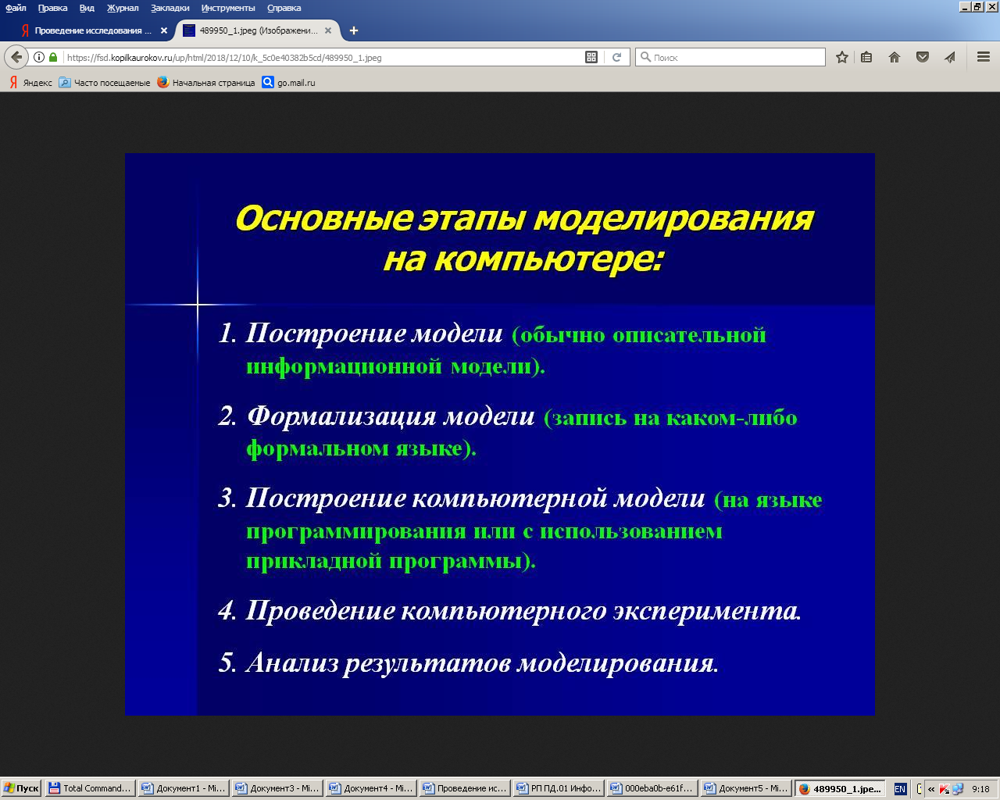 Файл Правка Вид Журнал Закладки Инструменты Справка
Проведение исследования ... 489950_1.jpeg (Изображени...
https://fsd.kopilkaurokov.ru/up/html/2018/12/10/k_5c0e40382b5cd/489950_1.jpeg Поиск
Яндекс Часто посещаемые Начальная страница go.mail.ru
Основные этапы моделирования
на компьютере:
1. Построение модели (обычно описательной
информационной модели).
2. Формализация модели (запись на каком-либо
формальном языке).
3. Построение компьютерной модели (на языке
программирования или с использованием
прикладной программы).
4. Проведение компьютерного эксперимента.
5. Анализ результатов моделирования.
Пуск Total Command... Документ1 - Mi... Документ3 - Mi... Документ4 - Mi... Проведение ис... РП ПД.01 Инфо... 000eba0b-e61f... Документ5 - Mi... 489950_1.jpe... EN « 9:18